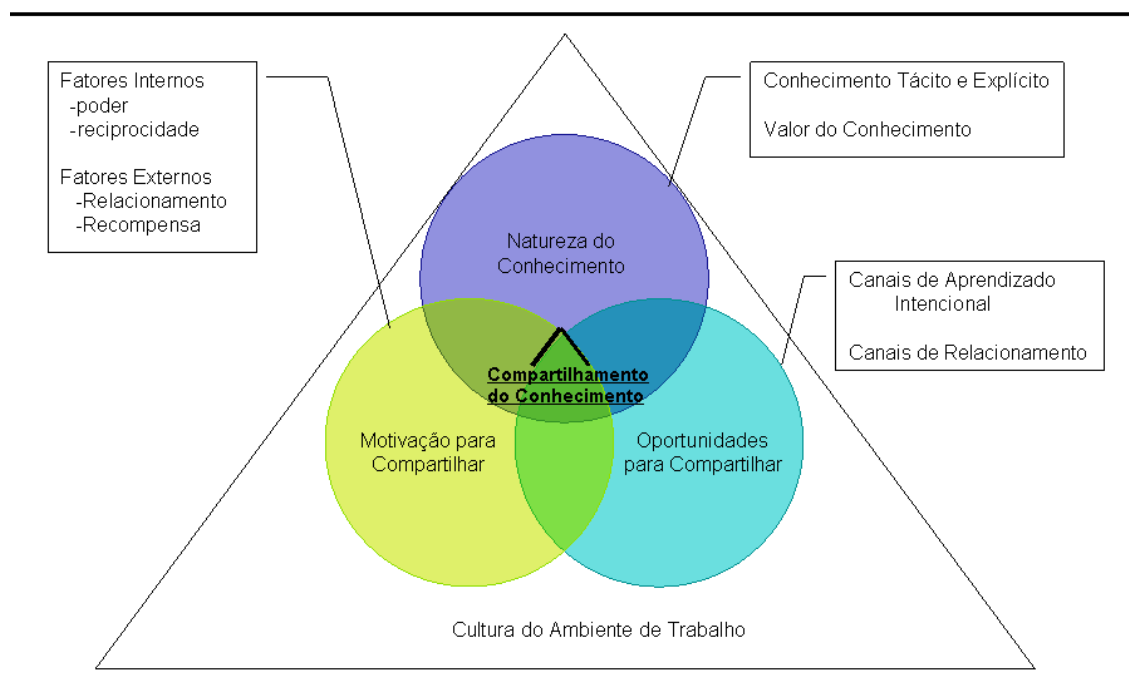 Fatores Internos
-poder
-reciprocidade
Fatores Externos
-Relacionamento
-Recompensa
Conhecimento Tácito e Explícito
Valor do Conhecimento
Natureza do
Conhecimento
Canais de Aprendizado
Intencional
Canais de Relacionamento
Compartilhamento
do Conhecimento
Motivação para
Compartilhar
Oportunidades
para Compartilhar
Cultura do Ambiente de Trabalho